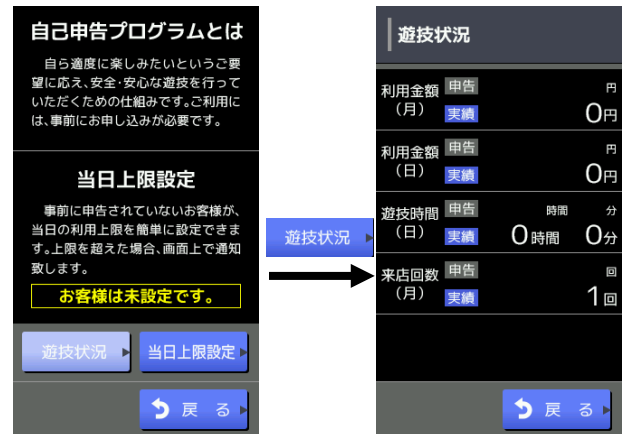 自己申告プログラムとは
自ら適度に楽しみたいというご要
望に応え、安全・安心な遊技を行って
いただくための仕組みです。ご利用に
は、事前にお申し込みが必要です。
当日上限設定
事前に申告されていないお客様が、
当日の利用上限を簡単に設定できま
す。上限を超えた場合、画面上で通知
致します。
お客様は未設定です。
遊技状況
当日上限設定
戻る
遊技状況
遊技状況
利用金額 申告 円
（月） 実績 0円
利用金額 申告 円
（日） 実績 0円
遊技時間 申告 時間 分
（日） 実績 0時間 0分
来店回数 申告 回
（月） 実績 1回
戻る